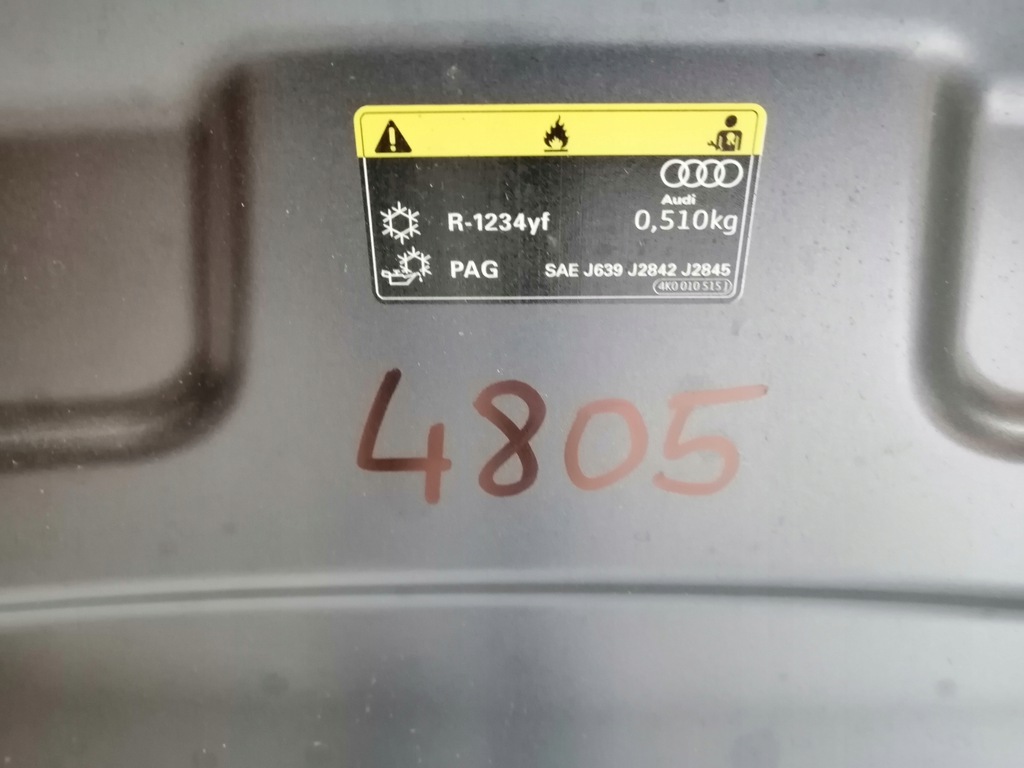 Audi
R-1234yf 0,510kg
PAG SAE J639 J2842 J2845
4K0 010 515 J
4805